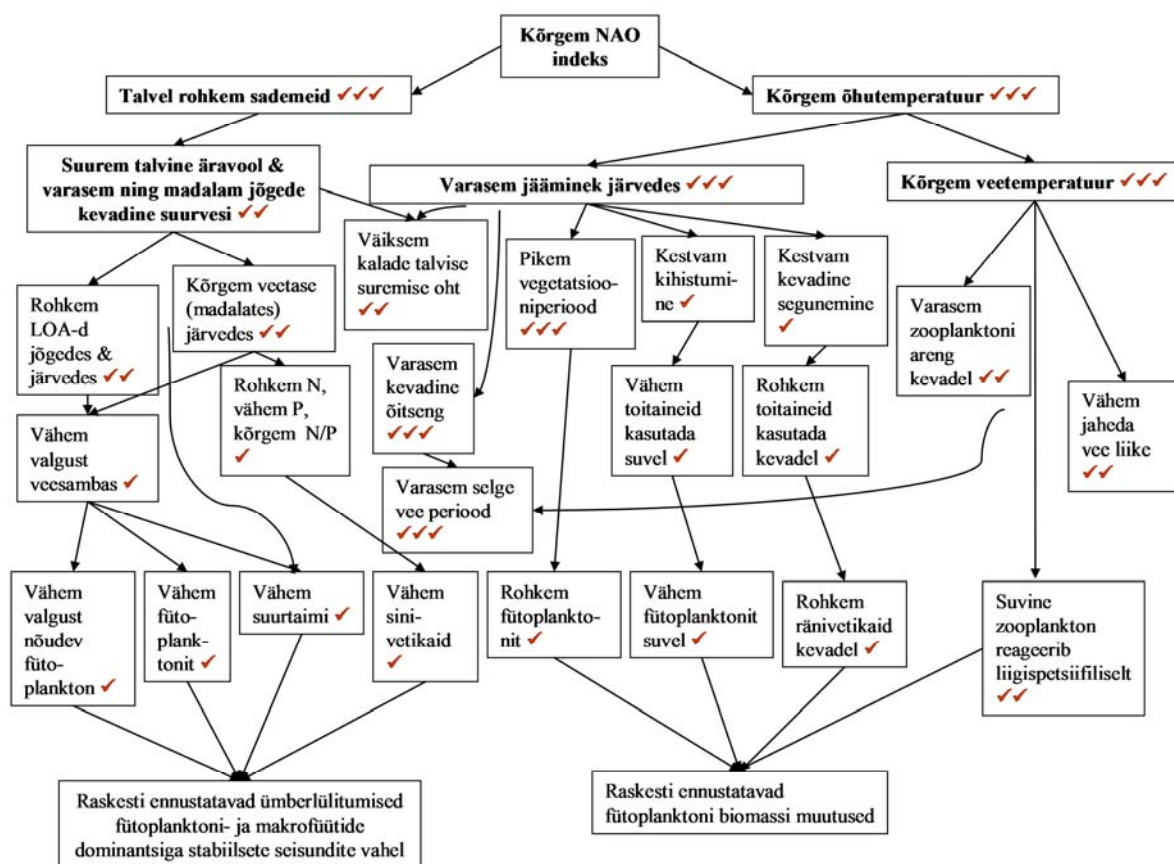 Kõrgem NAO
indeks
Talvel rohkem sademeid ✓✓✓
Kõrgem õhutemperatuur ✓✓✓
Suurem talvine äravool &
varasem ning madalam jõgede
kevadine suurvesi ✓✓
Varasem jääminek järvedes ✓✓✓
Kõrgem veetemperatuur ✓✓✓
Väiksem
kalade talvise
suremise oht
✓✓
Pikem
vegetatsioo-
niperiood
✓✓✓
Kestvam
kihistumi-
ne ✓
Kestvam
kevadine
segunemine
✓
Rohkem
LOA-d
jõgedes &
järvedes ✓✓
Kõrgem veetase
(madalates)
järvedes ✓✓
Varasem
zooplanktoni
areng
kevadel ✓✓
Varasem
kevadine
õitseng
✓✓✓
Rohkem N,
vähem P,
kõrgem N/P
✓
Vähem
toitaineid
kasutada
suvel ✓
Rohkem
toitaineid
kasutada
kevadel ✓
Vähem
jaheda
vee liike
✓✓
Vähem
valgust
veesambas ✓
Varasem selge
vee periood
✓✓✓
Vähem
valgust
nõudev
füto-
plankton ✓
Vähem
füto-
plank-
tonit ✓
Vähem
suurtaimi ✓
Vähem
sini-
vetikaid
✓
Rohkem
fütoplankto-
nit ✓
Vähem
fütoplanktonit
suvel ✓
Rohkem
ränivetikaid
kevadel ✓
Suvine
zooplankton
reageerib
liigispetsiifiliselt
✓✓
Raskesti ennustatavad ümberlülitumised
fütoplanktoni- ja makrofüütide
dominantsiga stabiilsete seisundite vahel
Raskesti ennustatavad
fütoplanktoni biomassi muutused